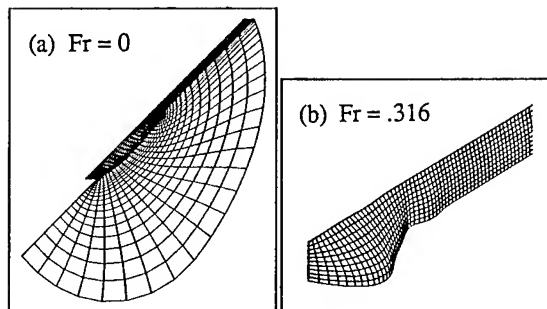 (a) Fr = 0
(b) Fr = .316